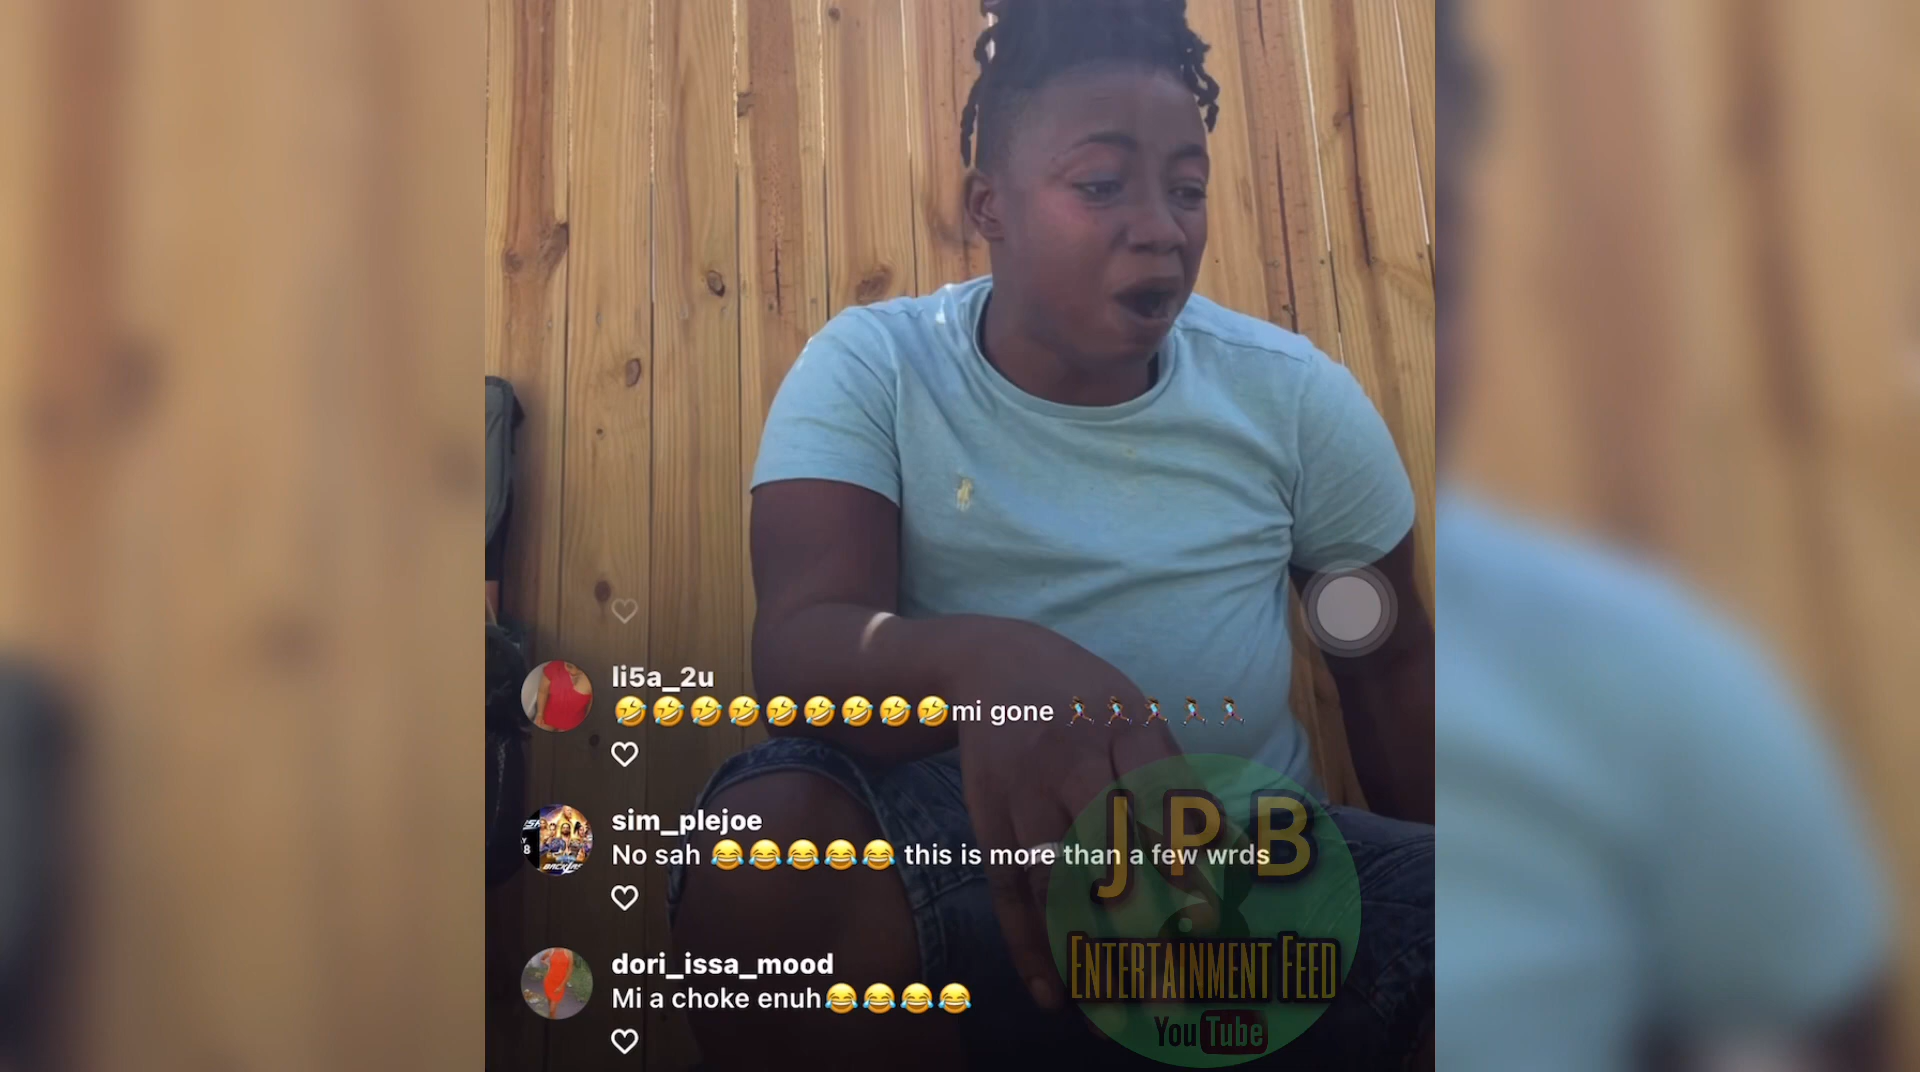 li5a_2u
🤣🤣🤣🤣🤣🤣🤣🤣🤣mi gone 🏃🏾‍♀️🏃🏾‍♀️🏃🏾‍♀️🏃🏾‍♀️🏃🏾‍♀️
sim_plejoe
No sah 😂😂😂😂😂 this is more than a few wrds
dori_issa_mood
Mi a choke enuh😂😂😂😂
JPB
ENTERTAINMENT FEED
YouTube